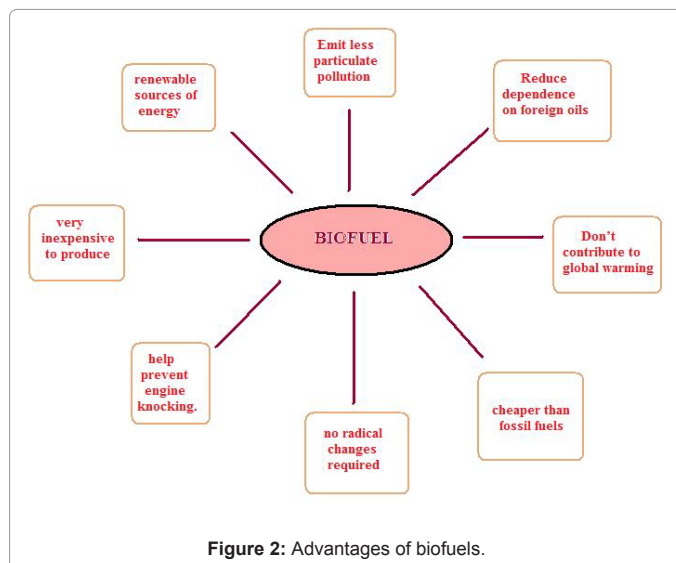 Emit less
particulate
pollution
renewable
sources of
energy
Reduce
dependence
on foreign oils
very
inexpensive
to produce
BIOFUEL
Don't
contribute to
global warming
help
prevent
engine
knocking.
no radical
changes
required
cheaper than
fossil fuels
Figure 2: Advantages of biofuels.